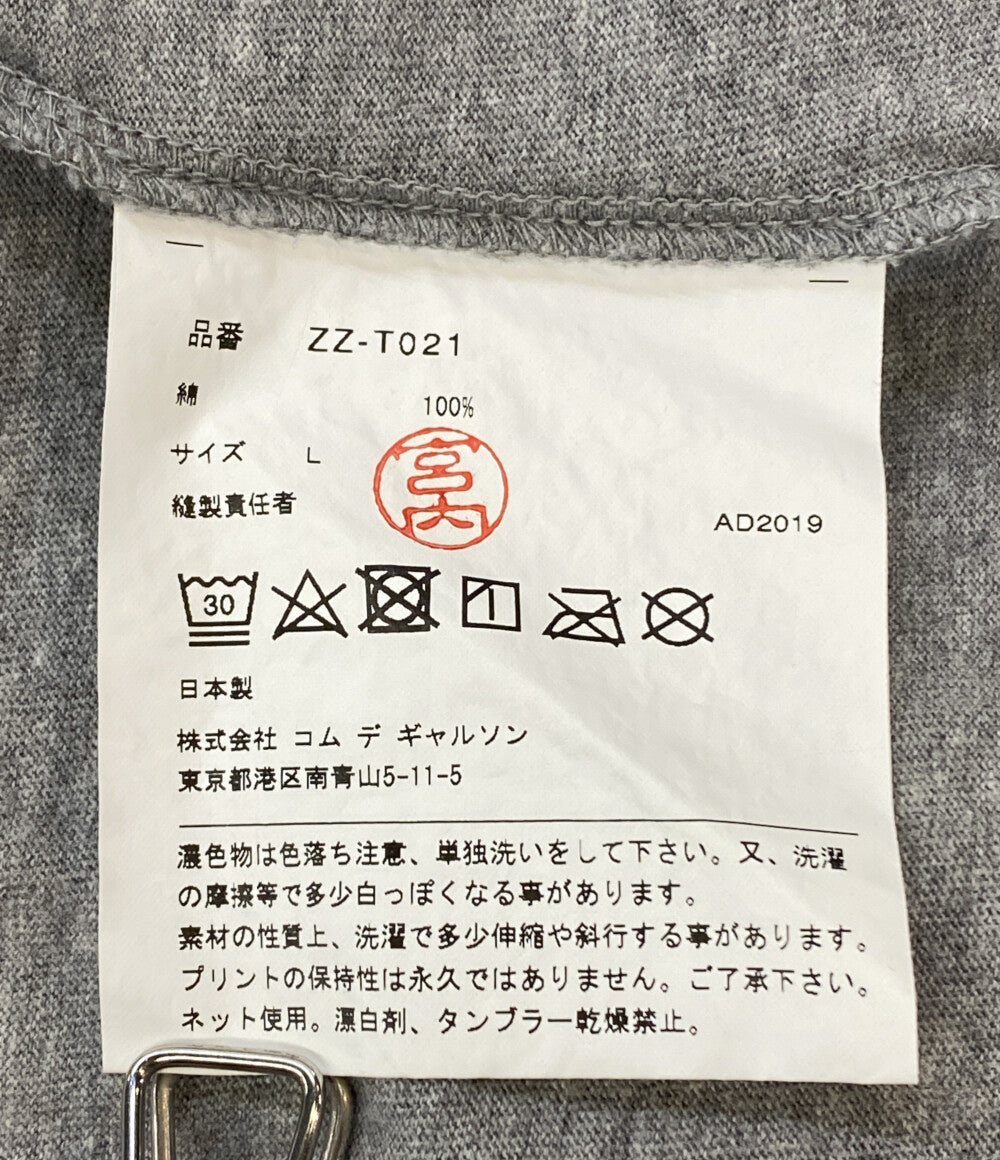 品番 ZZ-T021
綿 100%
サイズ L
縫製責任者 宮内
AD2019
30
日本製
株式会社 コム デ ギャルソン
東京都港区南青山5-11-5
濃色物は色落ち注意、単独洗いをして下さい。又、洗濯
の摩擦等で多少白っぽくなる事があります。
素材の性質上、洗濯で多少伸縮や斜行する事があります。
プリントの保持性は永久ではありません。ご了承下さい。
ネット使用。漂白剤、タンブラー乾燥禁止。